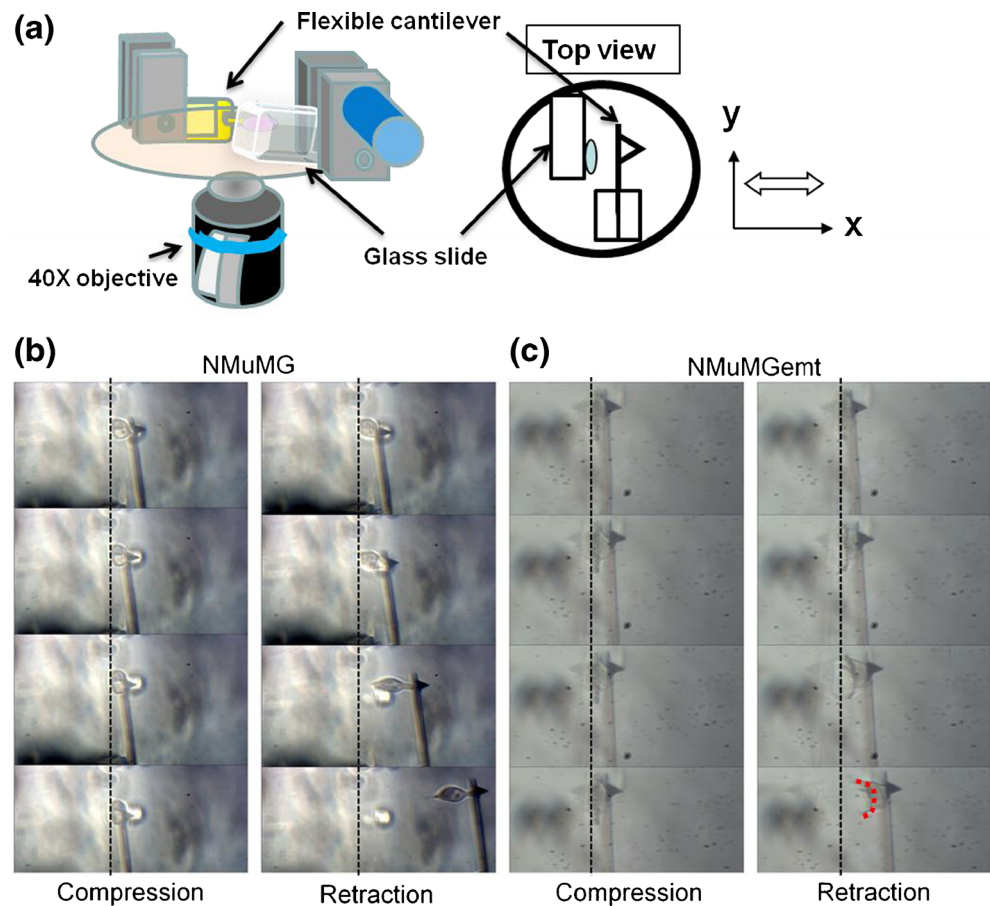 (a)
Flexible cantilever
Top view
y
x
Glass slide
40X objective
(b)
NMuMG
(c)
NMuMGemt
Compression
Retraction
Compression
Retraction